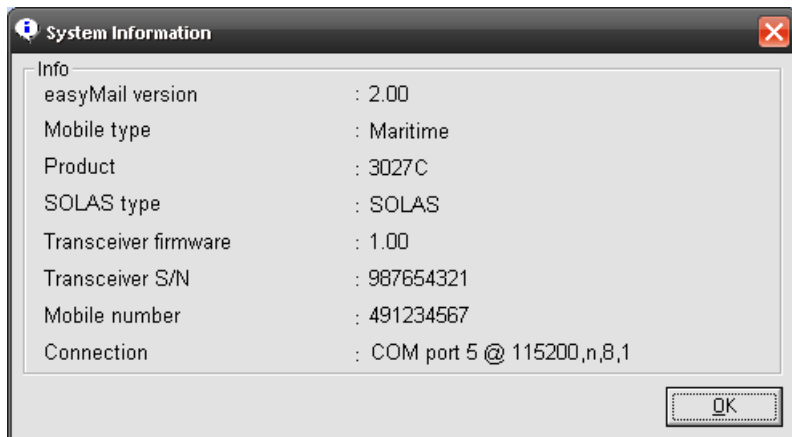 System Information
Info
easyMail version : 2.00
Mobile type : Maritime
Product : 3027C
SOLAS type : SOLAS
Transceiver firmware : 1.00
Transceiver S/N : 987654321
Mobile number : 491234567
Connection : COM port 5 @ 115200,n,8,1
OK